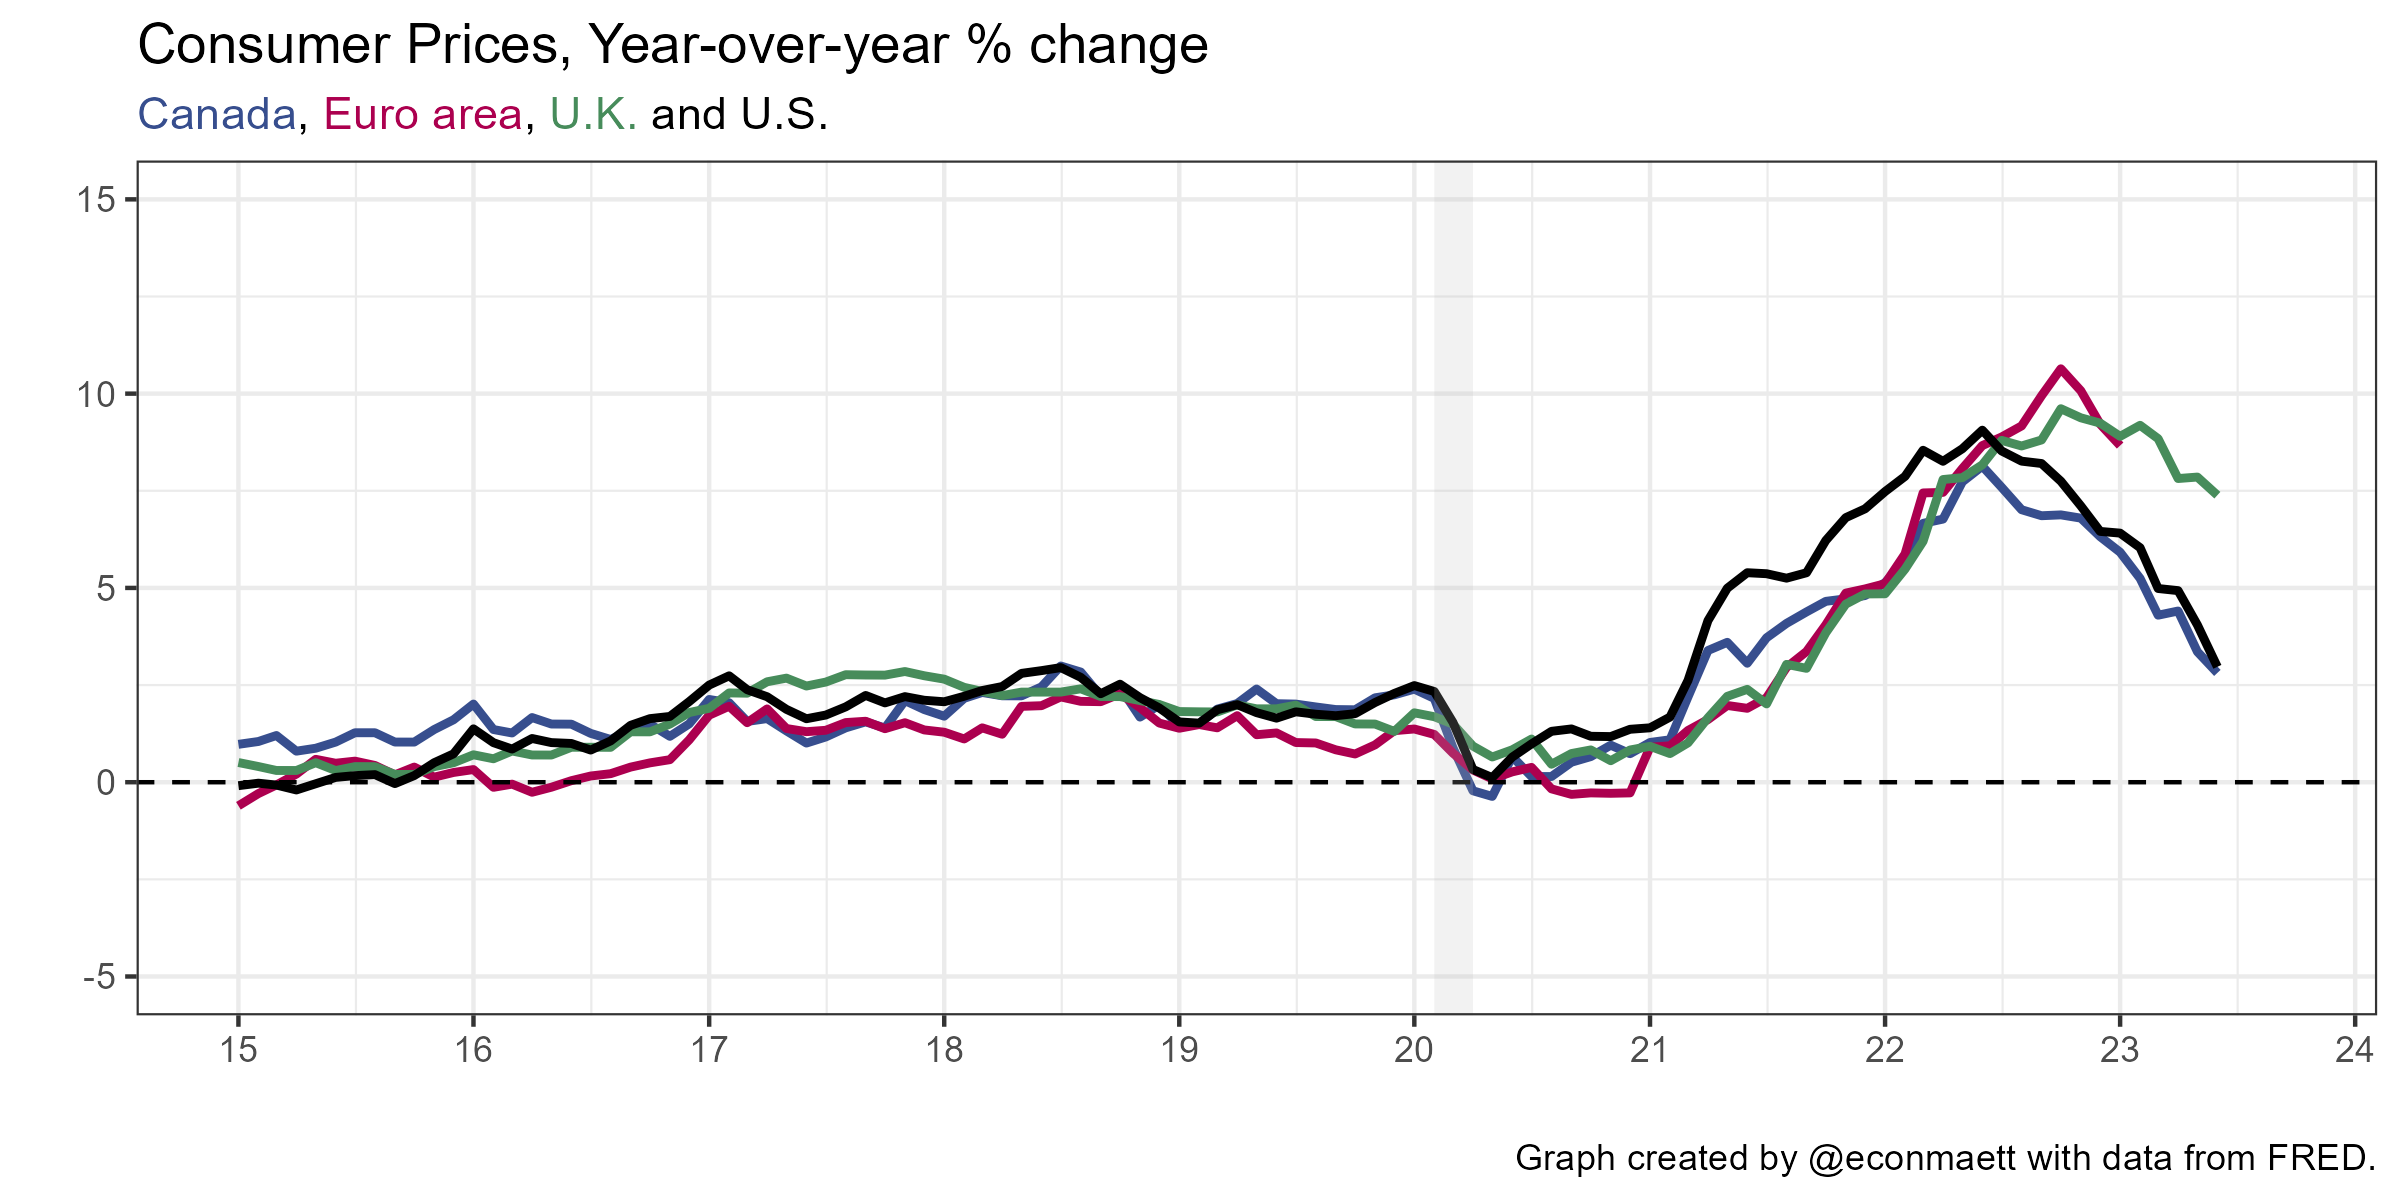 Consumer Prices, Year-over-year % change
Canada, Euro area, U.K. and U.S.
15
10
5
0
-5
15 16 17 18 19 20 21 22 23 24
Graph created by @econmaett with data from FRED.